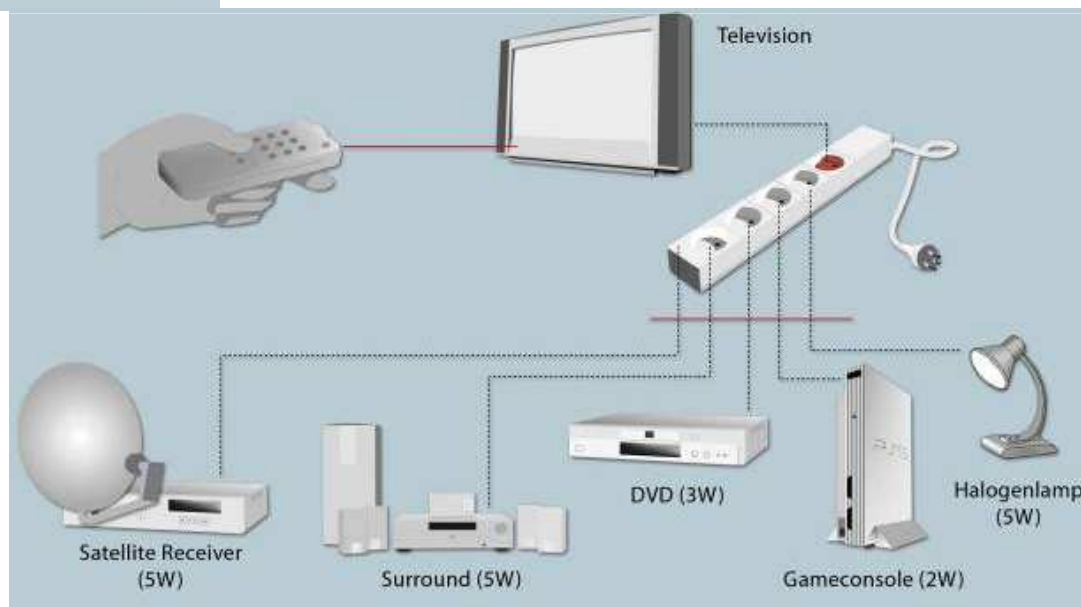 Television
DVD (3W)
Halogenlamp
(5W)
Satellite Receiver
(5W)
Surround (5W)
Gameconsole (2W)